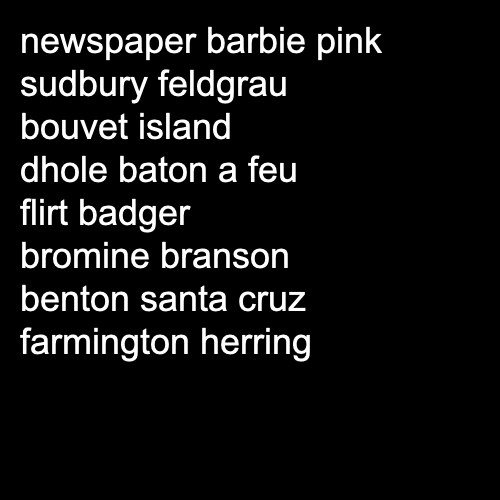 newspaper barbie pink
sudbury feldgrau
bouvet island
dhole baton a feu
flirt badger
bromine branson
benton santa cruz
farmington herring